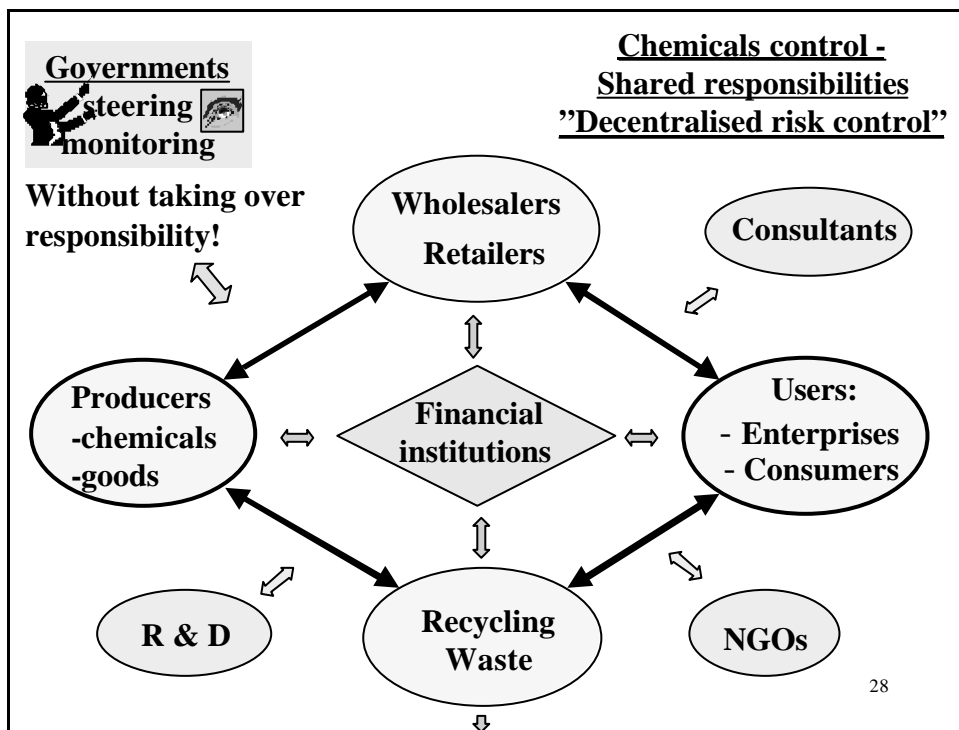 Governments
steering
monitoring
Without taking over
responsibility!
Chemicals control -
Shared responsibilities
”Decentralised risk control”
Wholesalers
Retailers
Consultants
Producers
-chemicals
-goods
Financial
institutions
Users:
- Enterprises
- Consumers
R & D
Recycling
Waste
NGOs
28